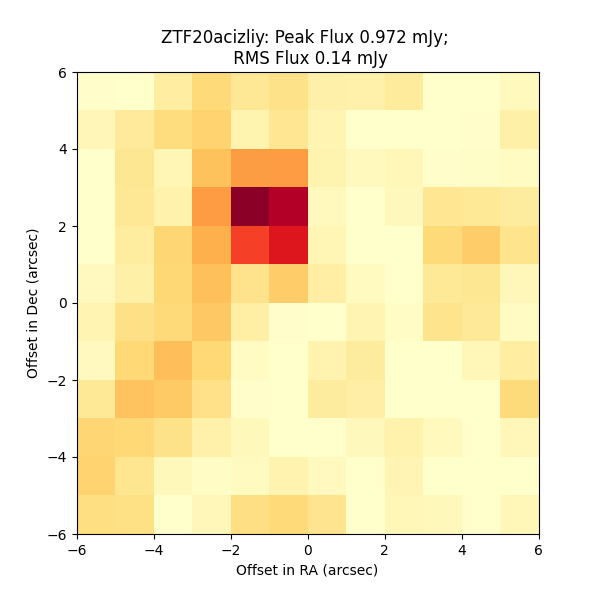 ZTF20acizliy: Peak Flux 0.972 mJy;
RMS Flux 0.14 mJy
6
4
2
0
−2
−4
−6
Offset in Dec (arcsec)
−6 −4 −2 0 2 4 6
Offset in RA (arcsec)